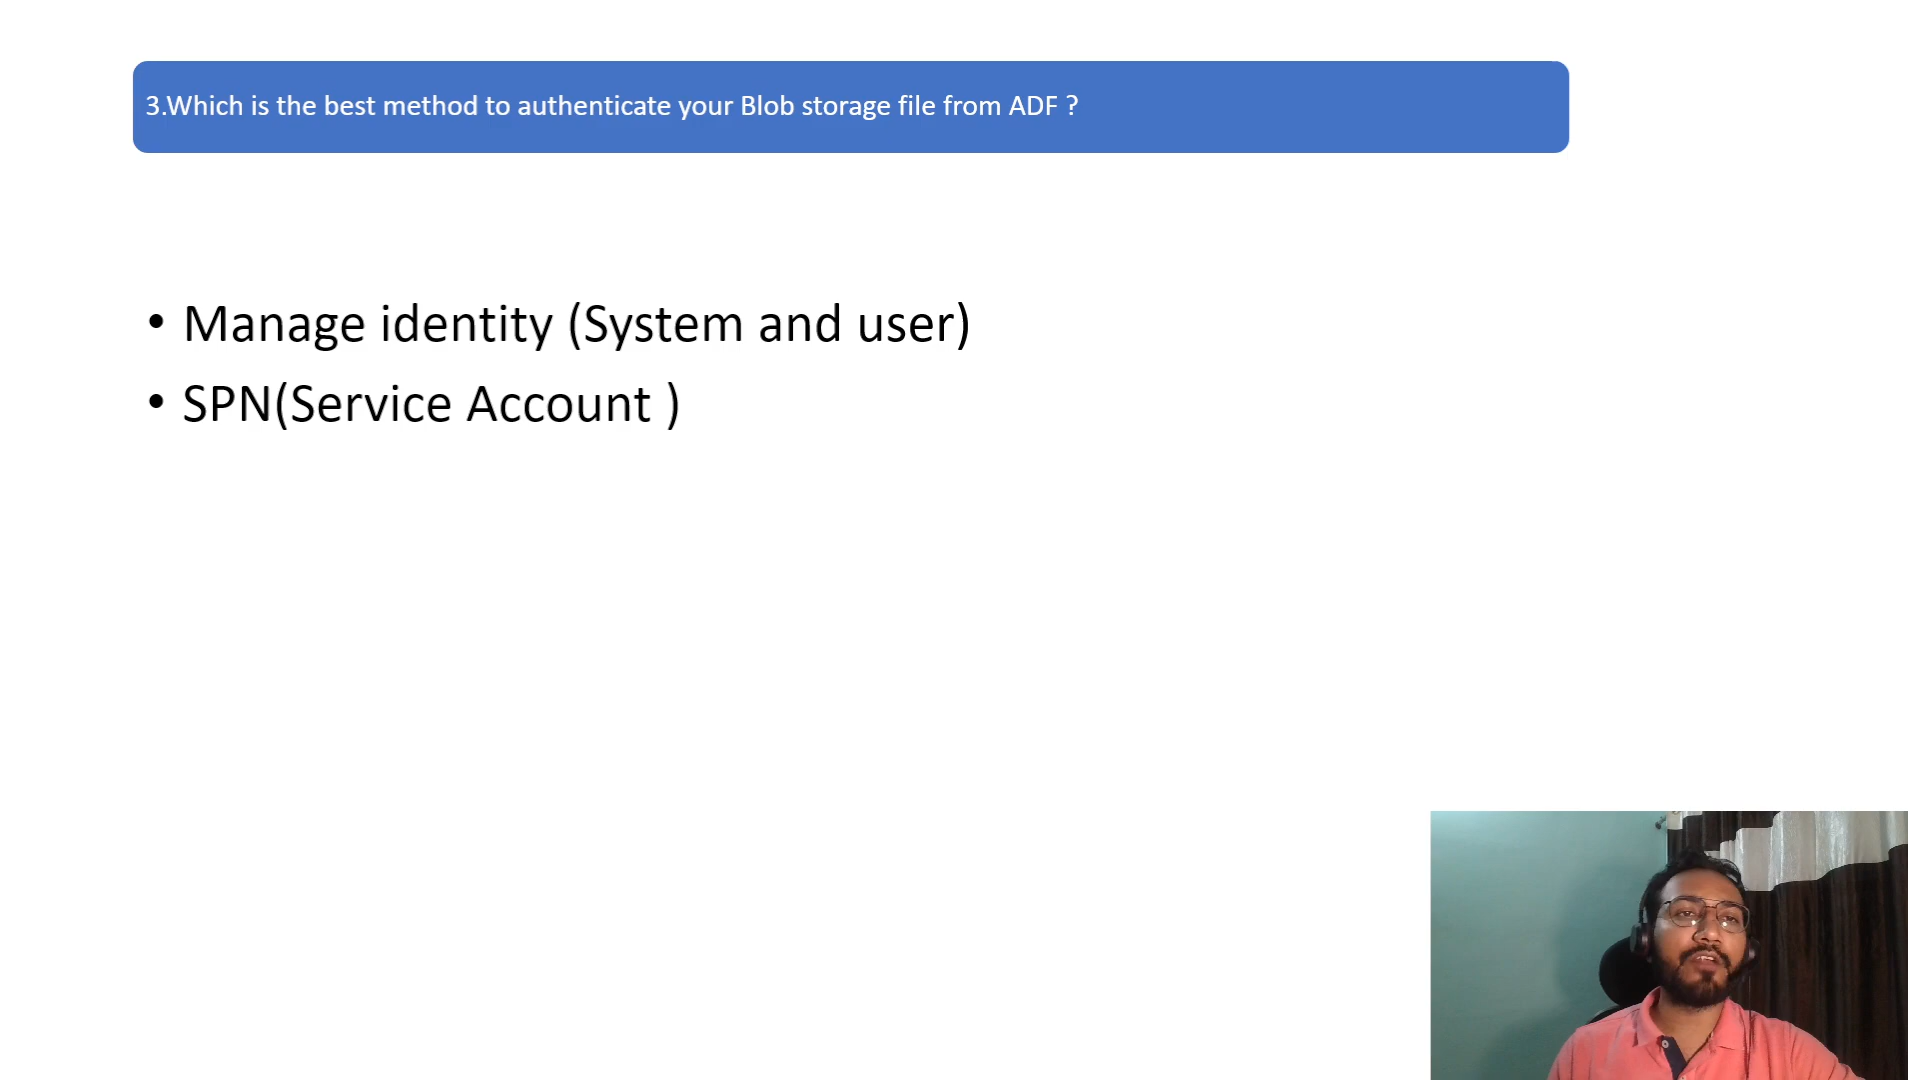 3.Which is the best method to authenticate your Blob storage file from ADF ?
• Manage identity (System and user)
• SPN(Service Account )